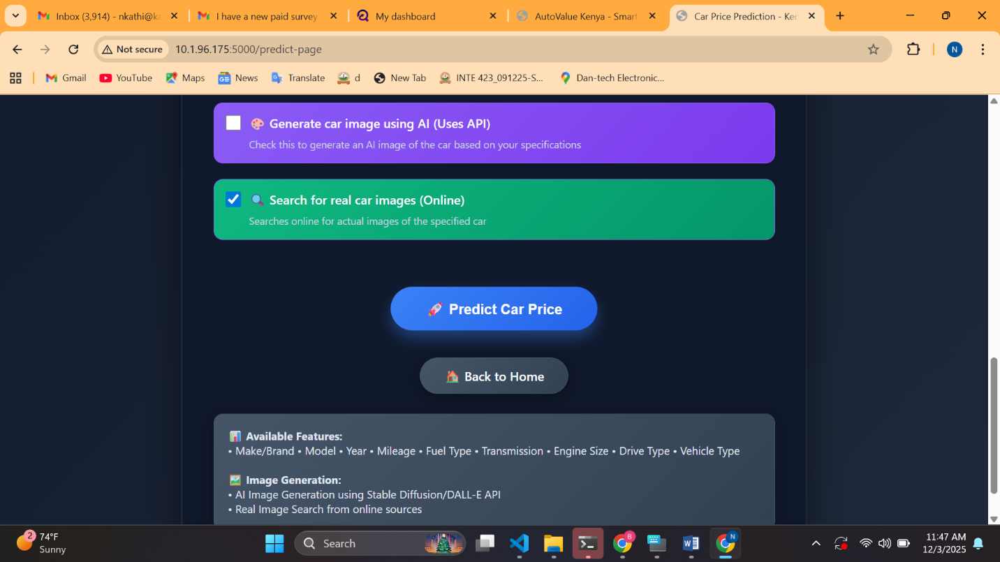 Inbox (3,914) - nkathi@k
I have a new paid survey
My dashboard
AutoValue Kenya - Smart
Car Price Prediction - Ken
Not secure
10.1.96.175:5000/predict-page
N
Gmail
YouTube
Maps
News
Translate
d
New Tab
INTE 423_091225-S...
Dan-tech Electronic...
Generate car image using AI (Uses API)
Check this to generate an AI image of the car based on your specifications
Search for real car images (Online)
Searches online for actual images of the specified car
Predict Car Price
Back to Home
Available Features:
• Make/Brand • Model • Year • Mileage • Fuel Type • Transmission • Engine Size • Drive Type • Vehicle Type
Image Generation:
• AI Image Generation using Stable Diffusion/DALL-E API
• Real Image Search from online sources
2
74°F
Sunny
Search
B
N
11:47 AM
12/3/2025